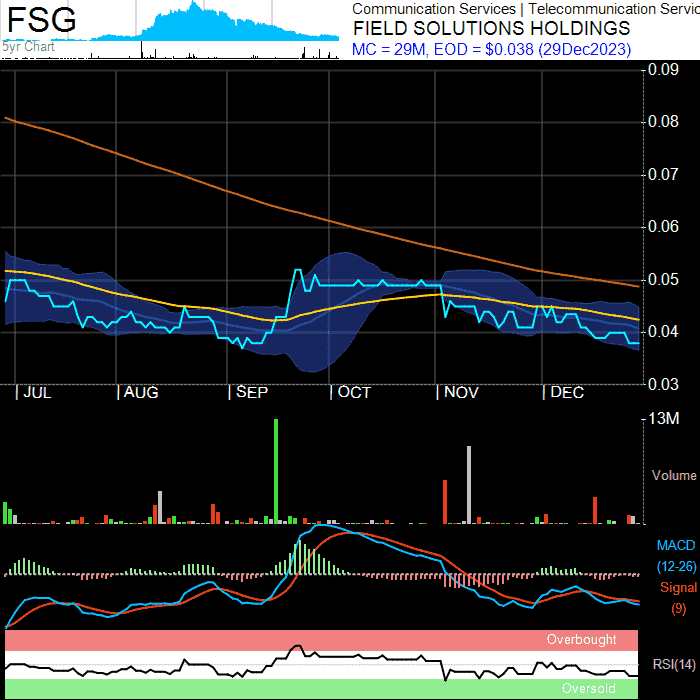 FSG
5yr Chart
Communication Services | Telecommunication Servic
FIELD SOLUTIONS HOLDINGS
MC = 29M, EOD = $0.038 (29Dec2023)
0.09
0.08
0.07
0.06
0.05
0.04
0.03
JUL AUG SEP OCT NOV DEC
13M
Volume
MACD
(12-26)
Signal
(9)
Overbought
RSI(14)
Oversold